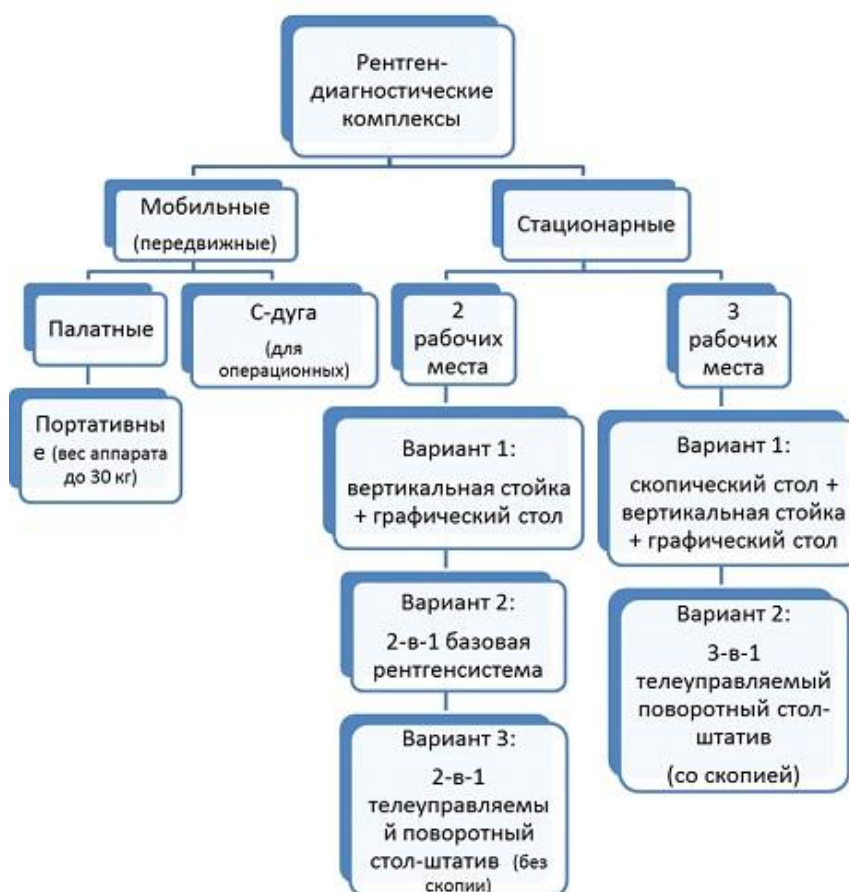 Рентген-
диагностические
комплексы
Мобильные
(передвижные)
Стационарные
Палатные
С-дуга
(для
операционных)
2
рабочих
места
3
рабочих
места
Портативны
е (вес аппарата
до 30 кг)
Вариант 1:
вертикальная стойка
+ графический стол
Вариант 1:
скопический стол +
вертикальная стойка
+ графический стол
Вариант 2:
2-в-1 базовая
рентгенсистема
Вариант 2:
3-в-1
телеуправляемый
поворотный стол-
штатив
(со скопией)
Вариант 3:
2-в-1
телеуправляемы
й поворотный
стол-штатив (без
скопии)